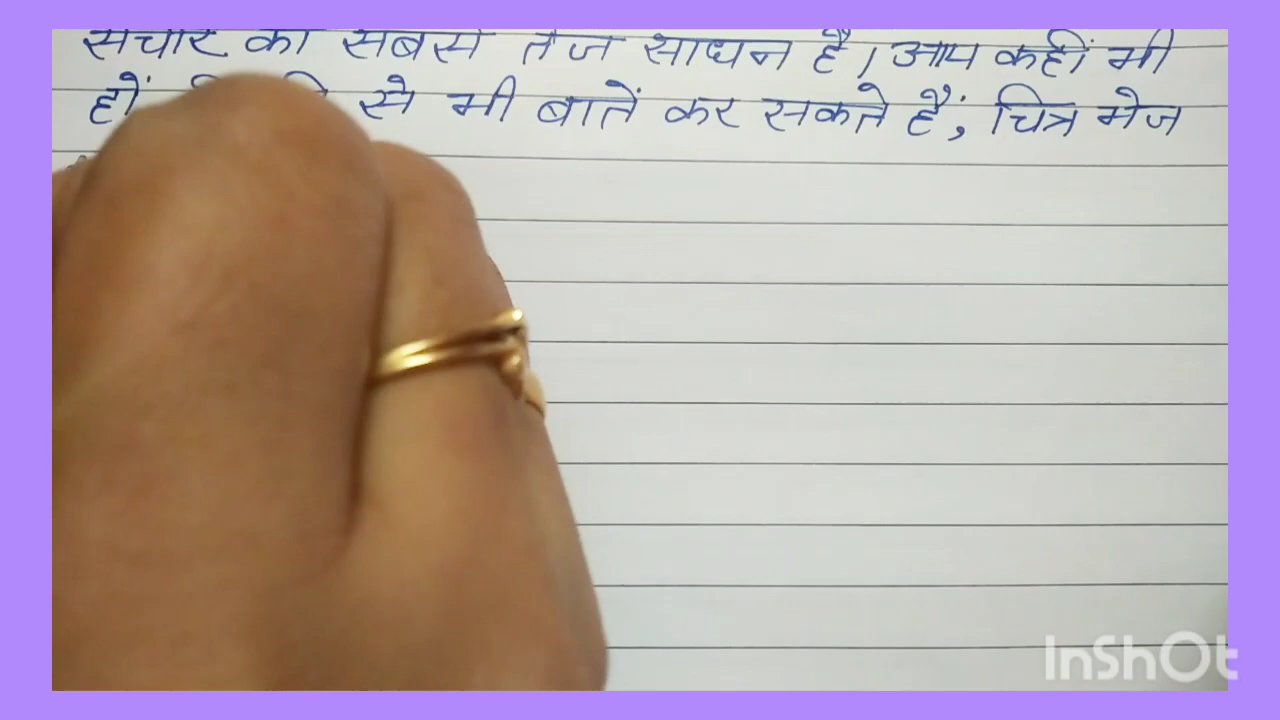 संचार का सबसे तेज साधन है। आप कहीं भी
हों से भी बातें कर सकते हैं, चित्र भेज
InShOt